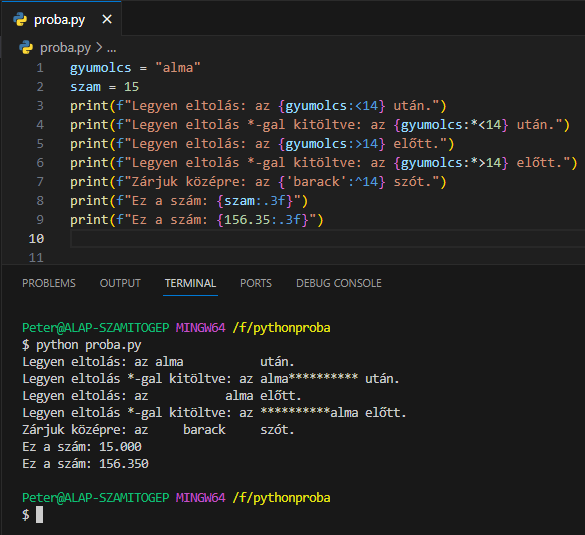 proba.py ×
proba.py > ...
1 gyumolcs = "alma"
2 szam = 15
3 print(f"Legyen eltolás: az {gyumolcs:<14} után.")
4 print(f"Legyen eltolás *-gal kitöltve: az {gyumolcs:*<14} után.")
5 print(f"Legyen eltolás: az {gyumolcs:>14} előtt.")
6 print(f"Legyen eltolás *-gal kitöltve: az {gyumolcs:*>14} előtt.")
7 print(f"Zárjuk középre: az {'barack':^14} szót.")
8 print(f"Ez a szám: {szam:.3f}")
9 print(f"Ez a szám: {156.35:.3f}")
10
11
PROBLEMS OUTPUT TERMINAL PORTS DEBUG CONSOLE
Peter@ALAP-SZAMITOGEP MINGW64 /f/pythonproba
$ python proba.py
Legyen eltolás: az alma           után.
Legyen eltolás *-gal kitöltve: az alma********** után.
Legyen eltolás: az           alma előtt.
Legyen eltolás *-gal kitöltve: az **********alma előtt.
Zárjuk középre: az     barack     szót.
Ez a szám: 15.000
Ez a szám: 156.350
Peter@ALAP-SZAMITOGEP MINGW64 /f/pythonproba
$